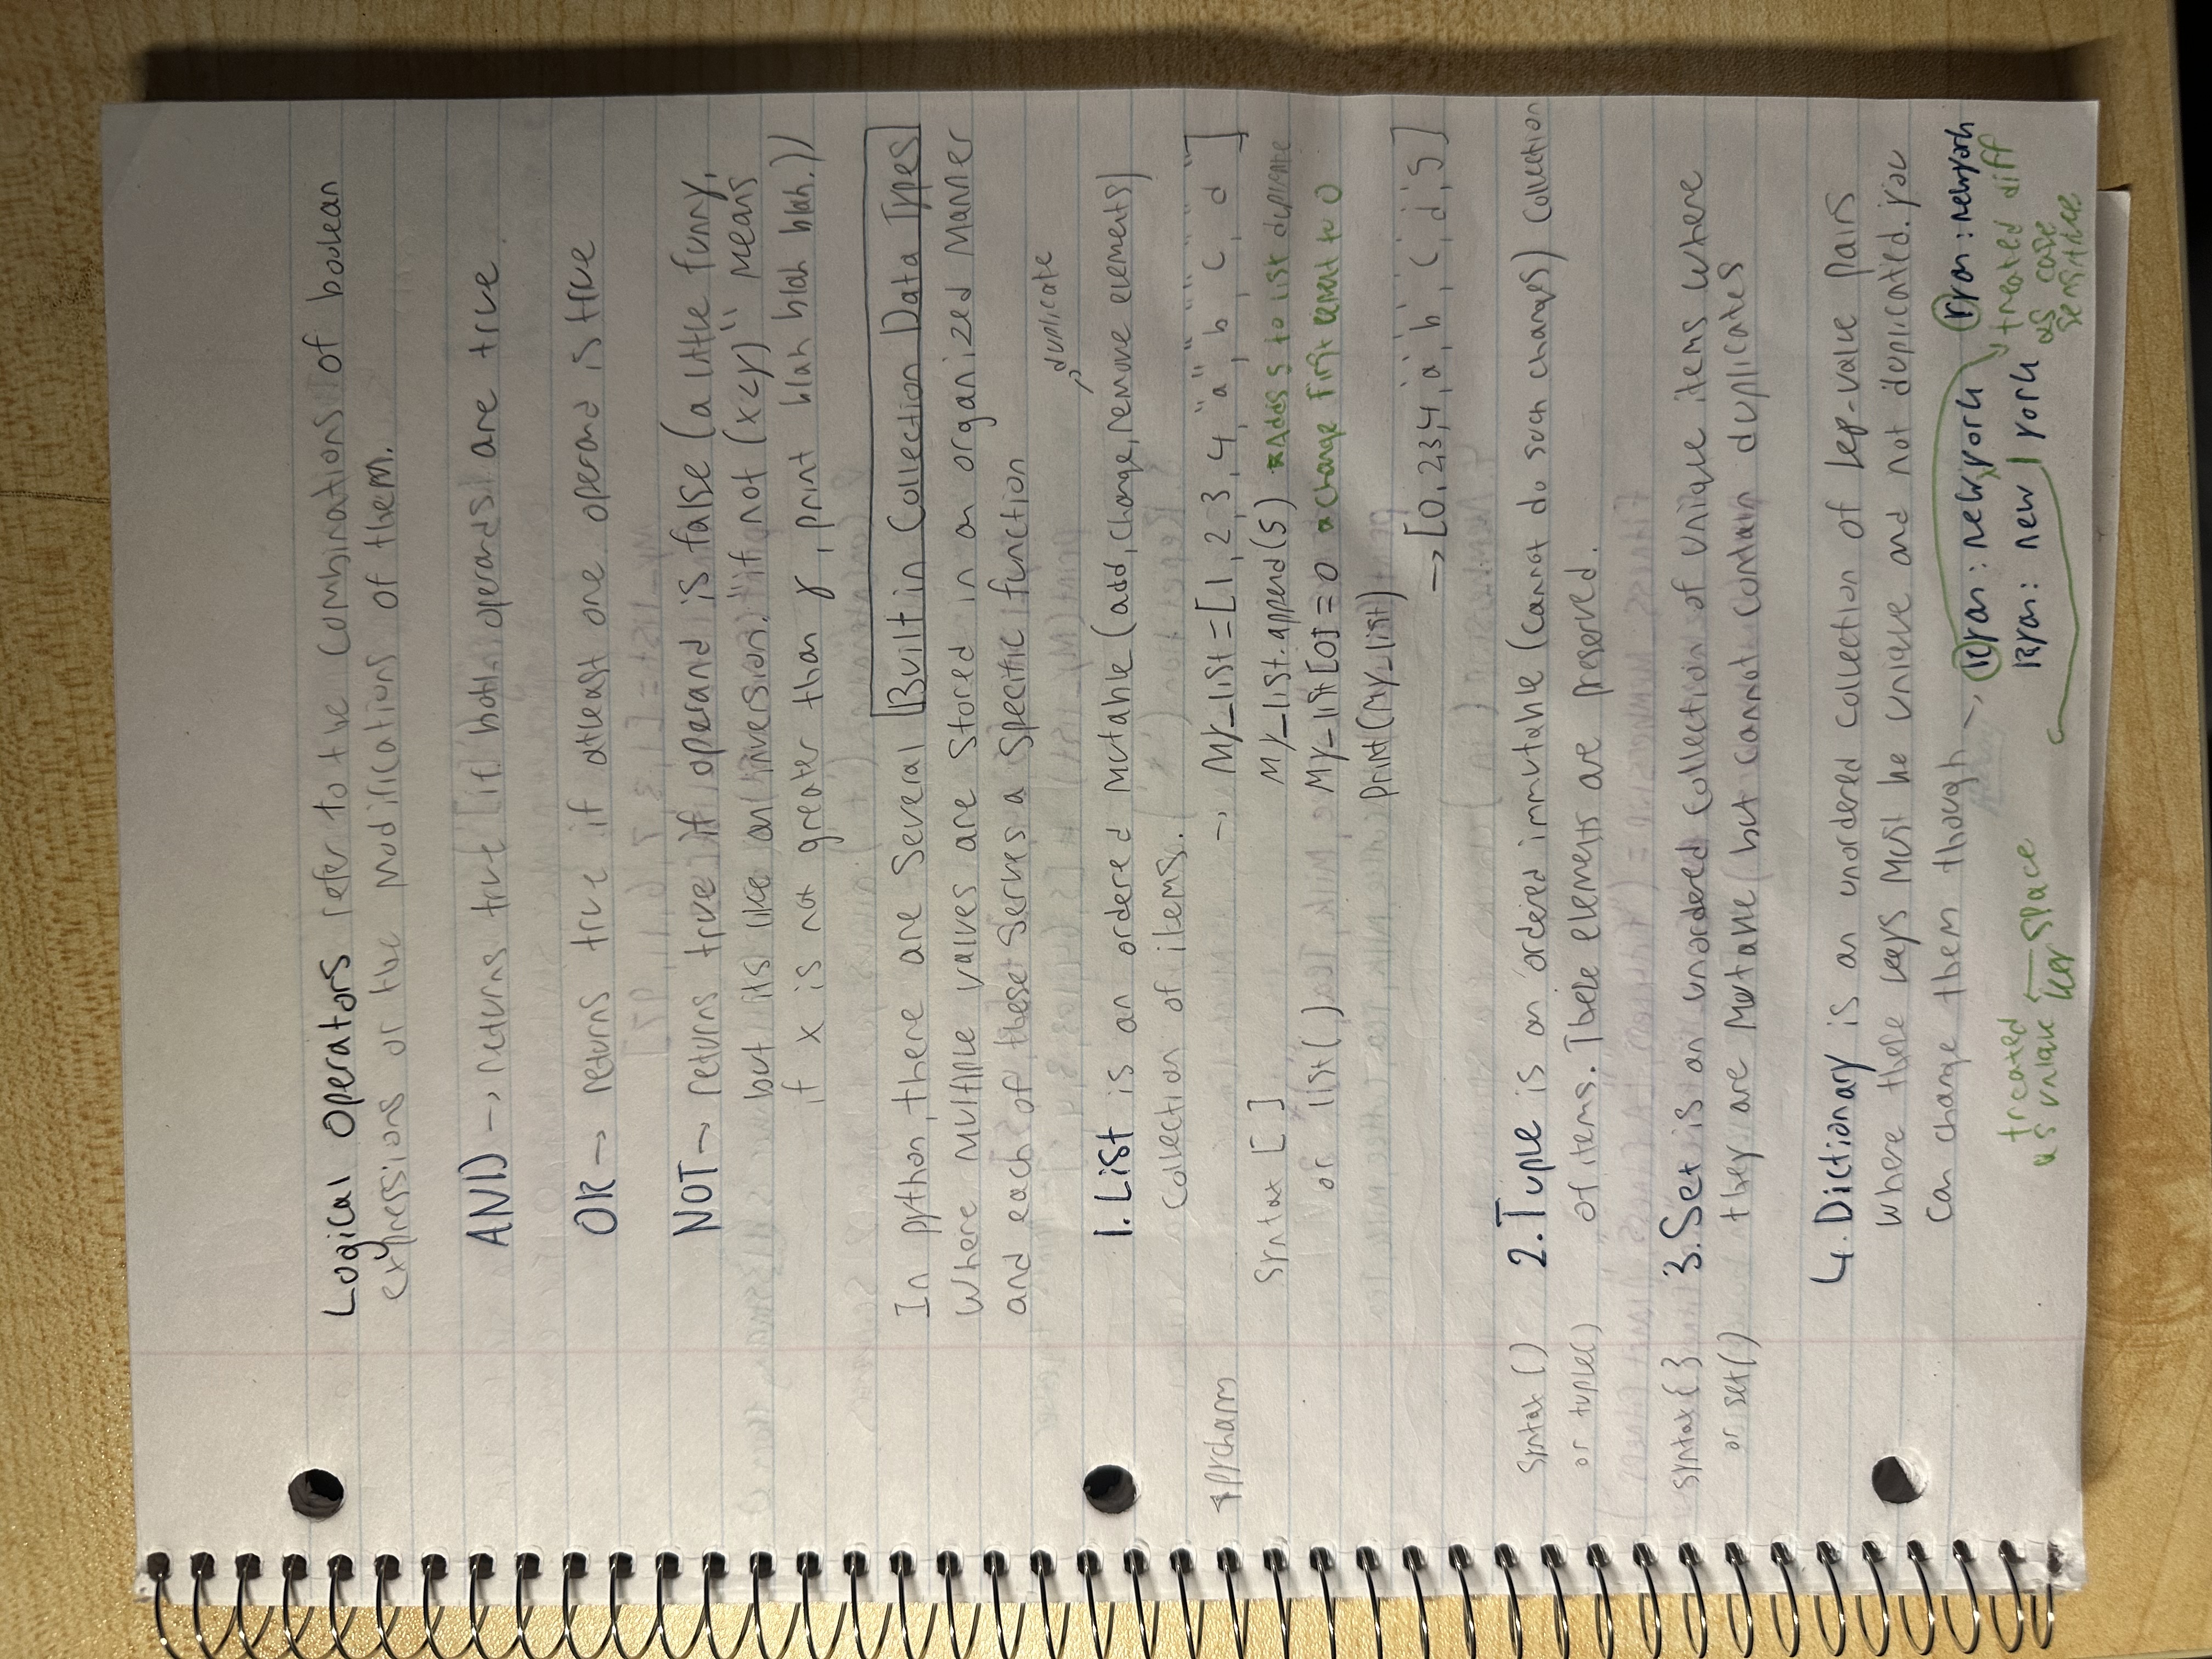 Logical Operators refer to the combinations of boolean
expressions or the modifications of them.
AND → returns true if both operands are true
OR → returns true if atleast one operand is true
NOT → returns true if operand is false (a little funny,
but its like an inversion. "if not (x<y)" means
if x is not greater than y, print blah blah blah.))
In python, there are several Built in Collection Data Types
where multiple values are stored in an organized manner
and each of these serves a specific function
→ duplicate
1. List is an ordered mutable (add, change, remove elements)
collection of items.
pycharm
→ My_list = [1, 2, 3, 4, "a", "b", "c", "d"]
syntax [ ]
My_list.append(5) *Adds 5 to list duplicate
or list( )
My_list[0] = 0 *change first element to 0
Print(My_list)
→ [0, 2,3,4, 'a', 'b', 'c', 'd', 5]
syntax ( )
2. Tuple is an ordered immutable (cannot do such changes) collection
or tuple()
of items. These elements are preserved.
syntax { }
3. Set is an unordered collection of unique items where
or set( )
they are mutable but cannot contain duplicates
4. Dictionary is an unordered collection of key-value pairs
where these keys must be unique and not duplicated. you
can change them though → Ryan: newyork ryan: newyork
Ryan: new | york
treated diff
as case
sensitive
treated
as unique
key
← space